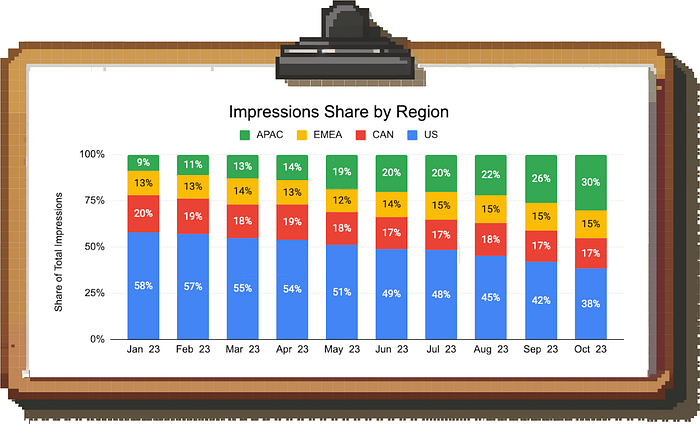 Impressions Share by Region
APAC EMEA CAN US
Share of Total Impressions
100%
75%
50%
25%
0%
9% 11% 13% 14% 19% 20% 20% 22% 26% 30%
13% 13% 14% 13% 12% 14% 15% 15% 15% 15%
20% 19% 18% 19% 18% 17% 17% 18% 17% 17%
58% 57% 55% 54% 51% 49% 48% 45% 42% 38%
Jan 23 Feb 23 Mar 23 Apr 23 May 23 Jun 23 Jul 23 Aug 23 Sep 23 Oct 23